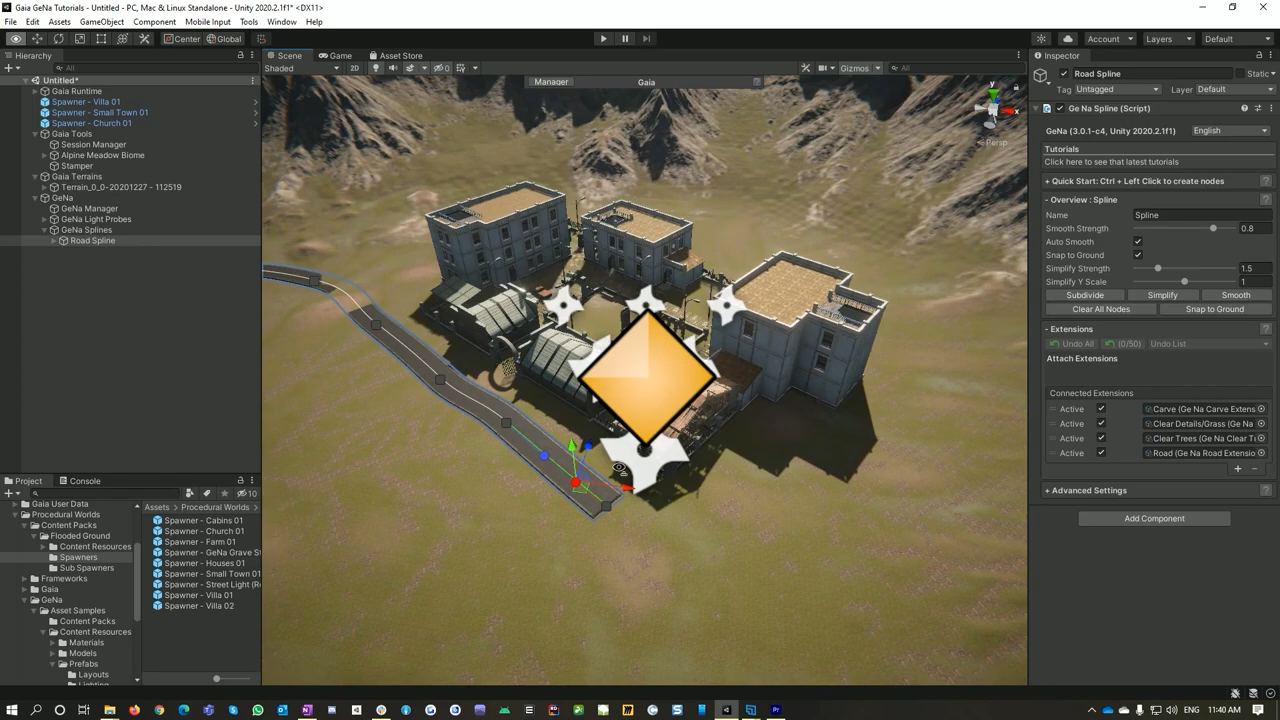 Gaia GeNa Tutorials - Untitled - PC, Mac & Linux Standalone - Unity 2020.2.1f1* <DX11>
File Edit Assets GameObject Component Mobile Input Tools Window Help
Center Global
Account Layers Default
Hierarchy
All
Untitled*
Gaia Runtime
Spawner - Villa 01
Spawner - Small Town 01
Spawner - Church 01
Gaia Tools
Session Manager
Alpine Meadow Biome
Stamper
Gaia Terrains
Terrain_0_0-20201227 - 112519
GeNa
GeNa Manager
GeNa Light Probes
GeNa Splines
Road Spline
Scene Game Asset Store
Shaded 2D 0 Gizmos All
Manager Gaia
y
x
Persp
Project Console
10
Gaia User Data
Procedural Worlds
Content Packs
Flooded Ground
Content Resources
Spawners
Sub Spawners
Frameworks
Gaia
GeNa
Asset Samples
Content Packs
Content Resources
Materials
Models
Prefabs
Layouts
Assets Procedural Worlds
Spawner - Cabins 01
Spawner - Church 01
Spawner - Farm 01
Spawner - GeNa Grave St
Spawner - Houses 01
Spawner - Small Town 01
Spawner - Street Light (R
Spawner - Villa 01
Spawner - Villa 02
Inspector
Road Spline Static
Tag Untagged Layer Default
Ge Na Spline (Script)
GeNa (3.0.1-c4, Unity 2020.2.1f1) English
Tutorials
Click here to see that latest tutorials
+ Quick Start: Ctrl + Left Click to create nodes ?
- Overview : Spline ?
Name Spline
Smooth Strength 0.8
Auto Smooth
Snap to Ground
Simplify Strength 1.5
Simplify Y Scale 1
Subdivide Simplify Smooth
Clear All Nodes Snap to Ground
- Extensions ?
Undo All (0/50) Undo List
Attach Extensions
Connected Extensions
Active Carve (Ge Na Carve Extens
Active Clear Details/Grass (Ge Na
Active Clear Trees (Ge Na Clear T
Active Road (Ge Na Road Extensio
+ Advanced Settings ?
Add Component
ENG 11:40 AM